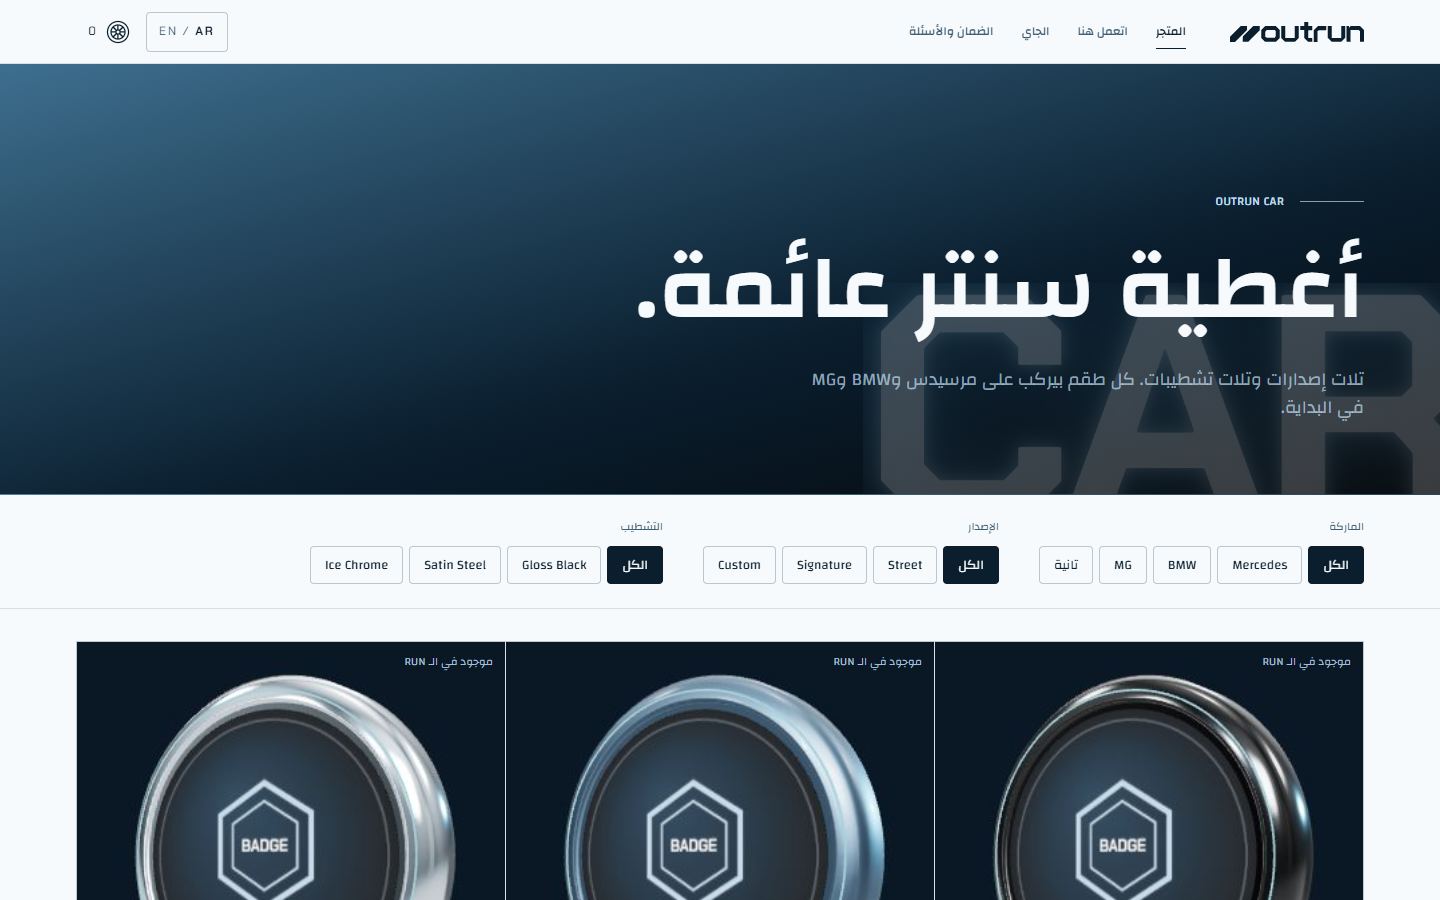 outrun
المتجر
اتعمل هنا
الجاي
الضمان والأسئلة
EN / AR
0
OUTRUN CAR
أغطية سنتر عائمة.
CAR
تلات إصدارات وتلات تشطيبات. كل طقم بيركب على مرسيدس وBMW وMG
في البداية.
الماركة
الكل
Mercedes
BMW
MG
تانية
الإصدار
الكل
Street
Signature
Custom
التشطيب
الكل
Gloss Black
Satin Steel
Ice Chrome
موجود في الـ RUN
موجود في الـ RUN
موجود في الـ RUN
BADGE
BADGE
BADGE